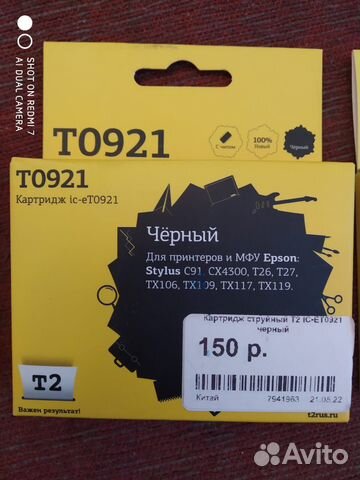 SHOT ON REDMI 7
AI DUAL CAMERA
T0921
С чипом
100%
Новый
Чёрный
T0921
Картридж ic-eT0921
Чёрный
Для принтеров и МФУ Epson:
Stylus C91, CX4300, T26, T27,
TX106, TX109, TX117, TX119.
T2
Важен результат!
Картридж струйный T2 IC-ET0921
черный
150 р.
Китай 7941963 21.05.22
t2rus.ru
Avito